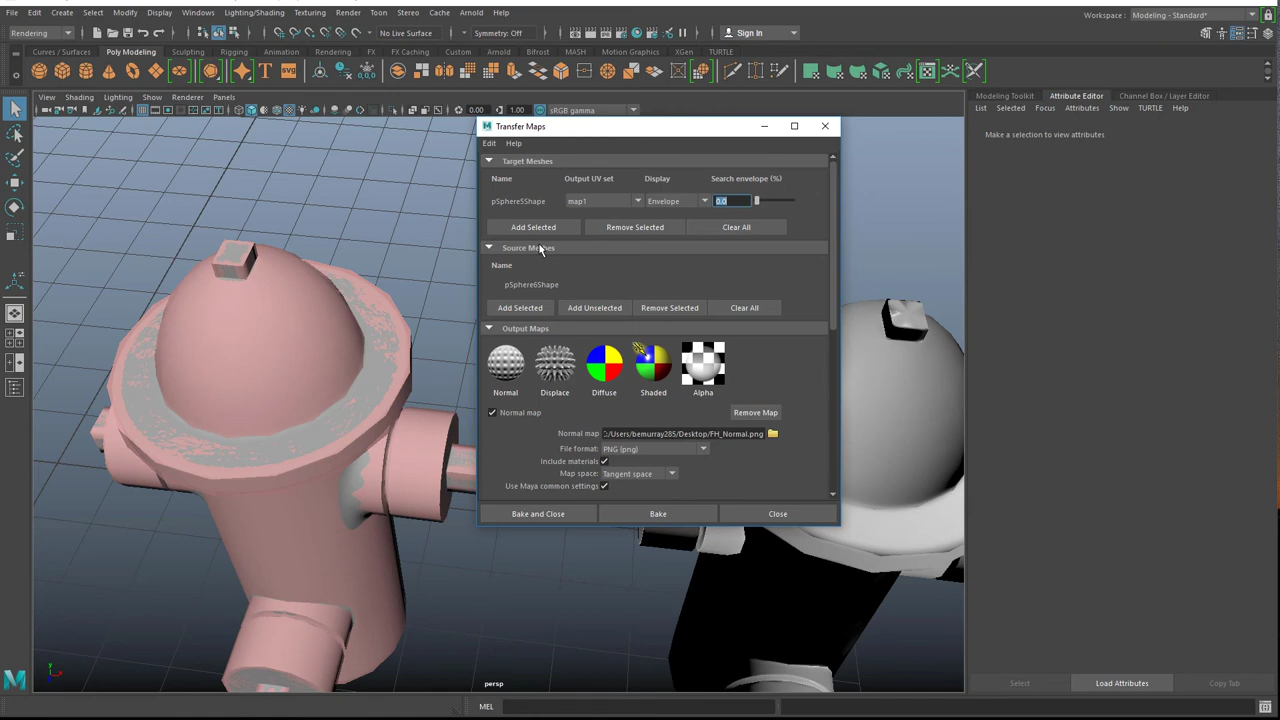 File Edit Create Select Modify Display Windows Lighting/Shading Texturing Render Toon Stereo Cache Arnold Help
Workspace : Modeling - Standard*
Rendering No Live Surface Symmetry: Off Sign In
Curves / Surfaces Poly Modeling Sculpting Rigging Animation Rendering FX FX Caching Custom Arnold Bifrost MASH Motion Graphics XGen TURTLE
View Shading Lighting Show Renderer Panels
Modeling Toolkit Attribute Editor Channel Box / Layer Editor
List Selected Focus Attributes Show TURTLE Help
0.00 1.00 sRGB gamma
Make a selection to view attributes
Transfer Maps
Edit Help
Target Meshes
Name Output UV set Display Search envelope (%)
pSphere5Shape map1 Envelope 0.0
Add Selected Remove Selected Clear All
Source Meshes
Name
pSphere6Shape
Add Selected Add Unselected Remove Selected Clear All
Output Maps
Normal Displace Diffuse Shaded Alpha
Normal map Remove Map
Normal map :/Users/bemurray285/Desktop/FH_Normal.png
File format: PNG (png)
Include materials
Map space: Tangent space
Use Maya common settings
Bake and Close Bake Close
persp
Select Load Attributes Copy Tab
MEL